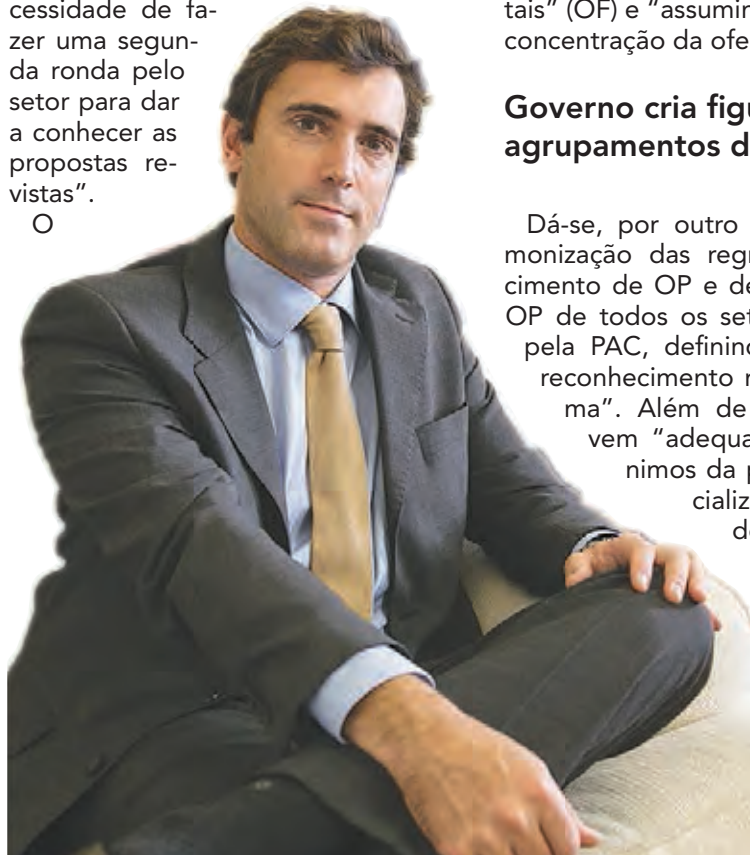 cessidade de fa-
zer uma segun-
da ronda pelo
setor para dar
a conhecer as
propostas re-
vistas”.
O
tais” (OF) e “assumir
concentração da ofe
Governo cria figu
agrupamentos d
Dá-se, por outro
monização das regr
cimento de OP e de
OP de todos os set
pela PAC, definind
reconhecimento n
ma”. Além de
vem “adequa
nimos da p
cializ
de